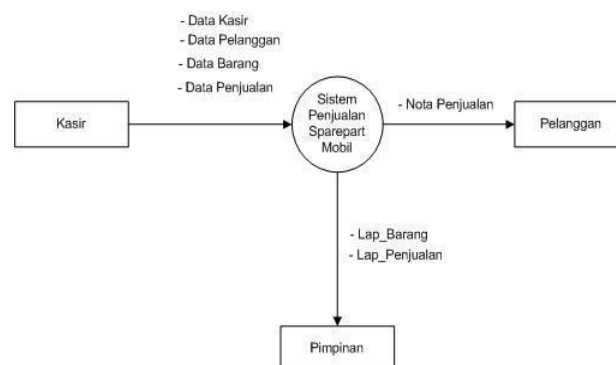 - Data Kasir
- Data Pelanggan
- Data Barang
- Data Penjualan
Kasir
Sistem
Penjualan
Sparepart
Mobil
- Nota Penjualan
Pelanggan
- Lap_Barang
- Lap_Penjualan
Pimpinan